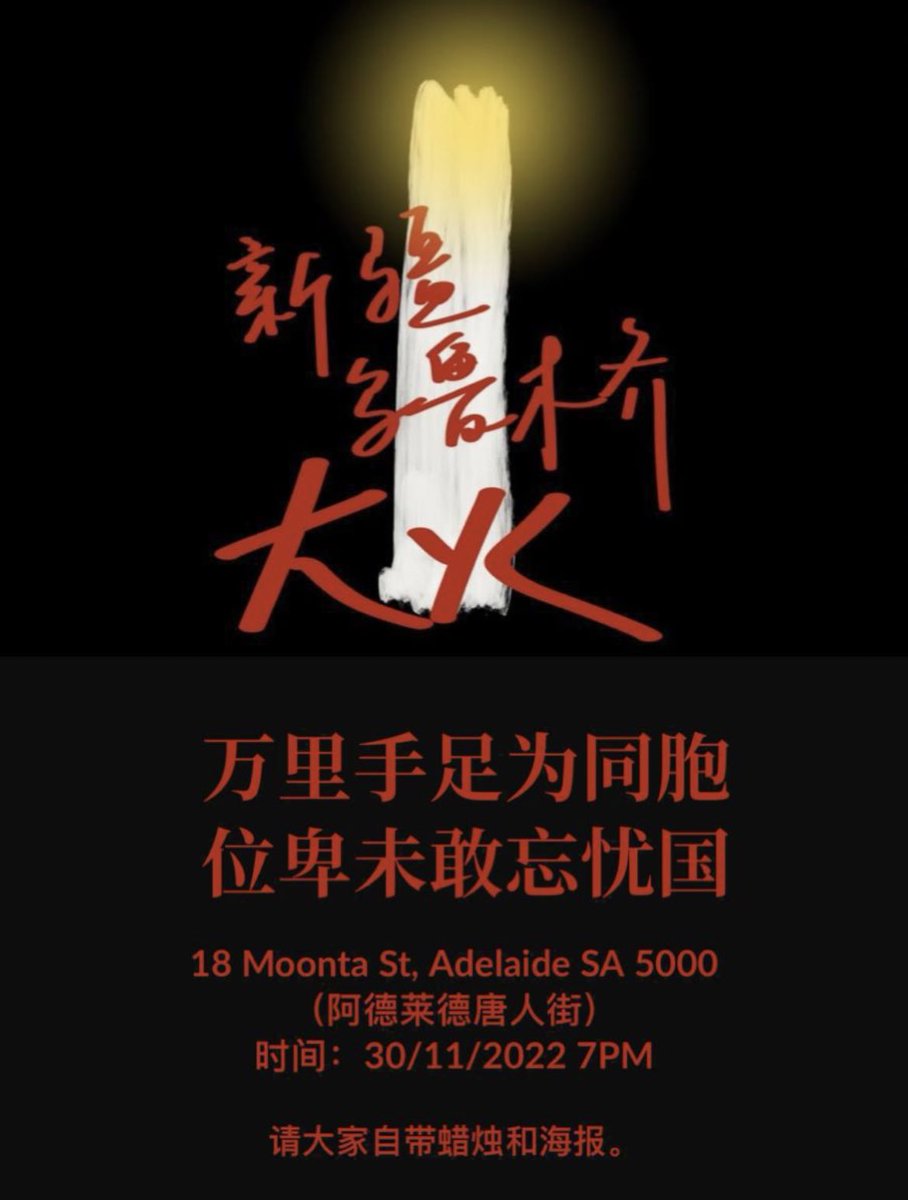 新疆
乌鲁木齐
大火
万里手足为同胞
位卑未敢忘忧国
18 Moonta St, Adelaide SA 5000
（阿德莱德唐人街）
时间：30/11/2022 7PM
请大家自带蜡烛和海报。